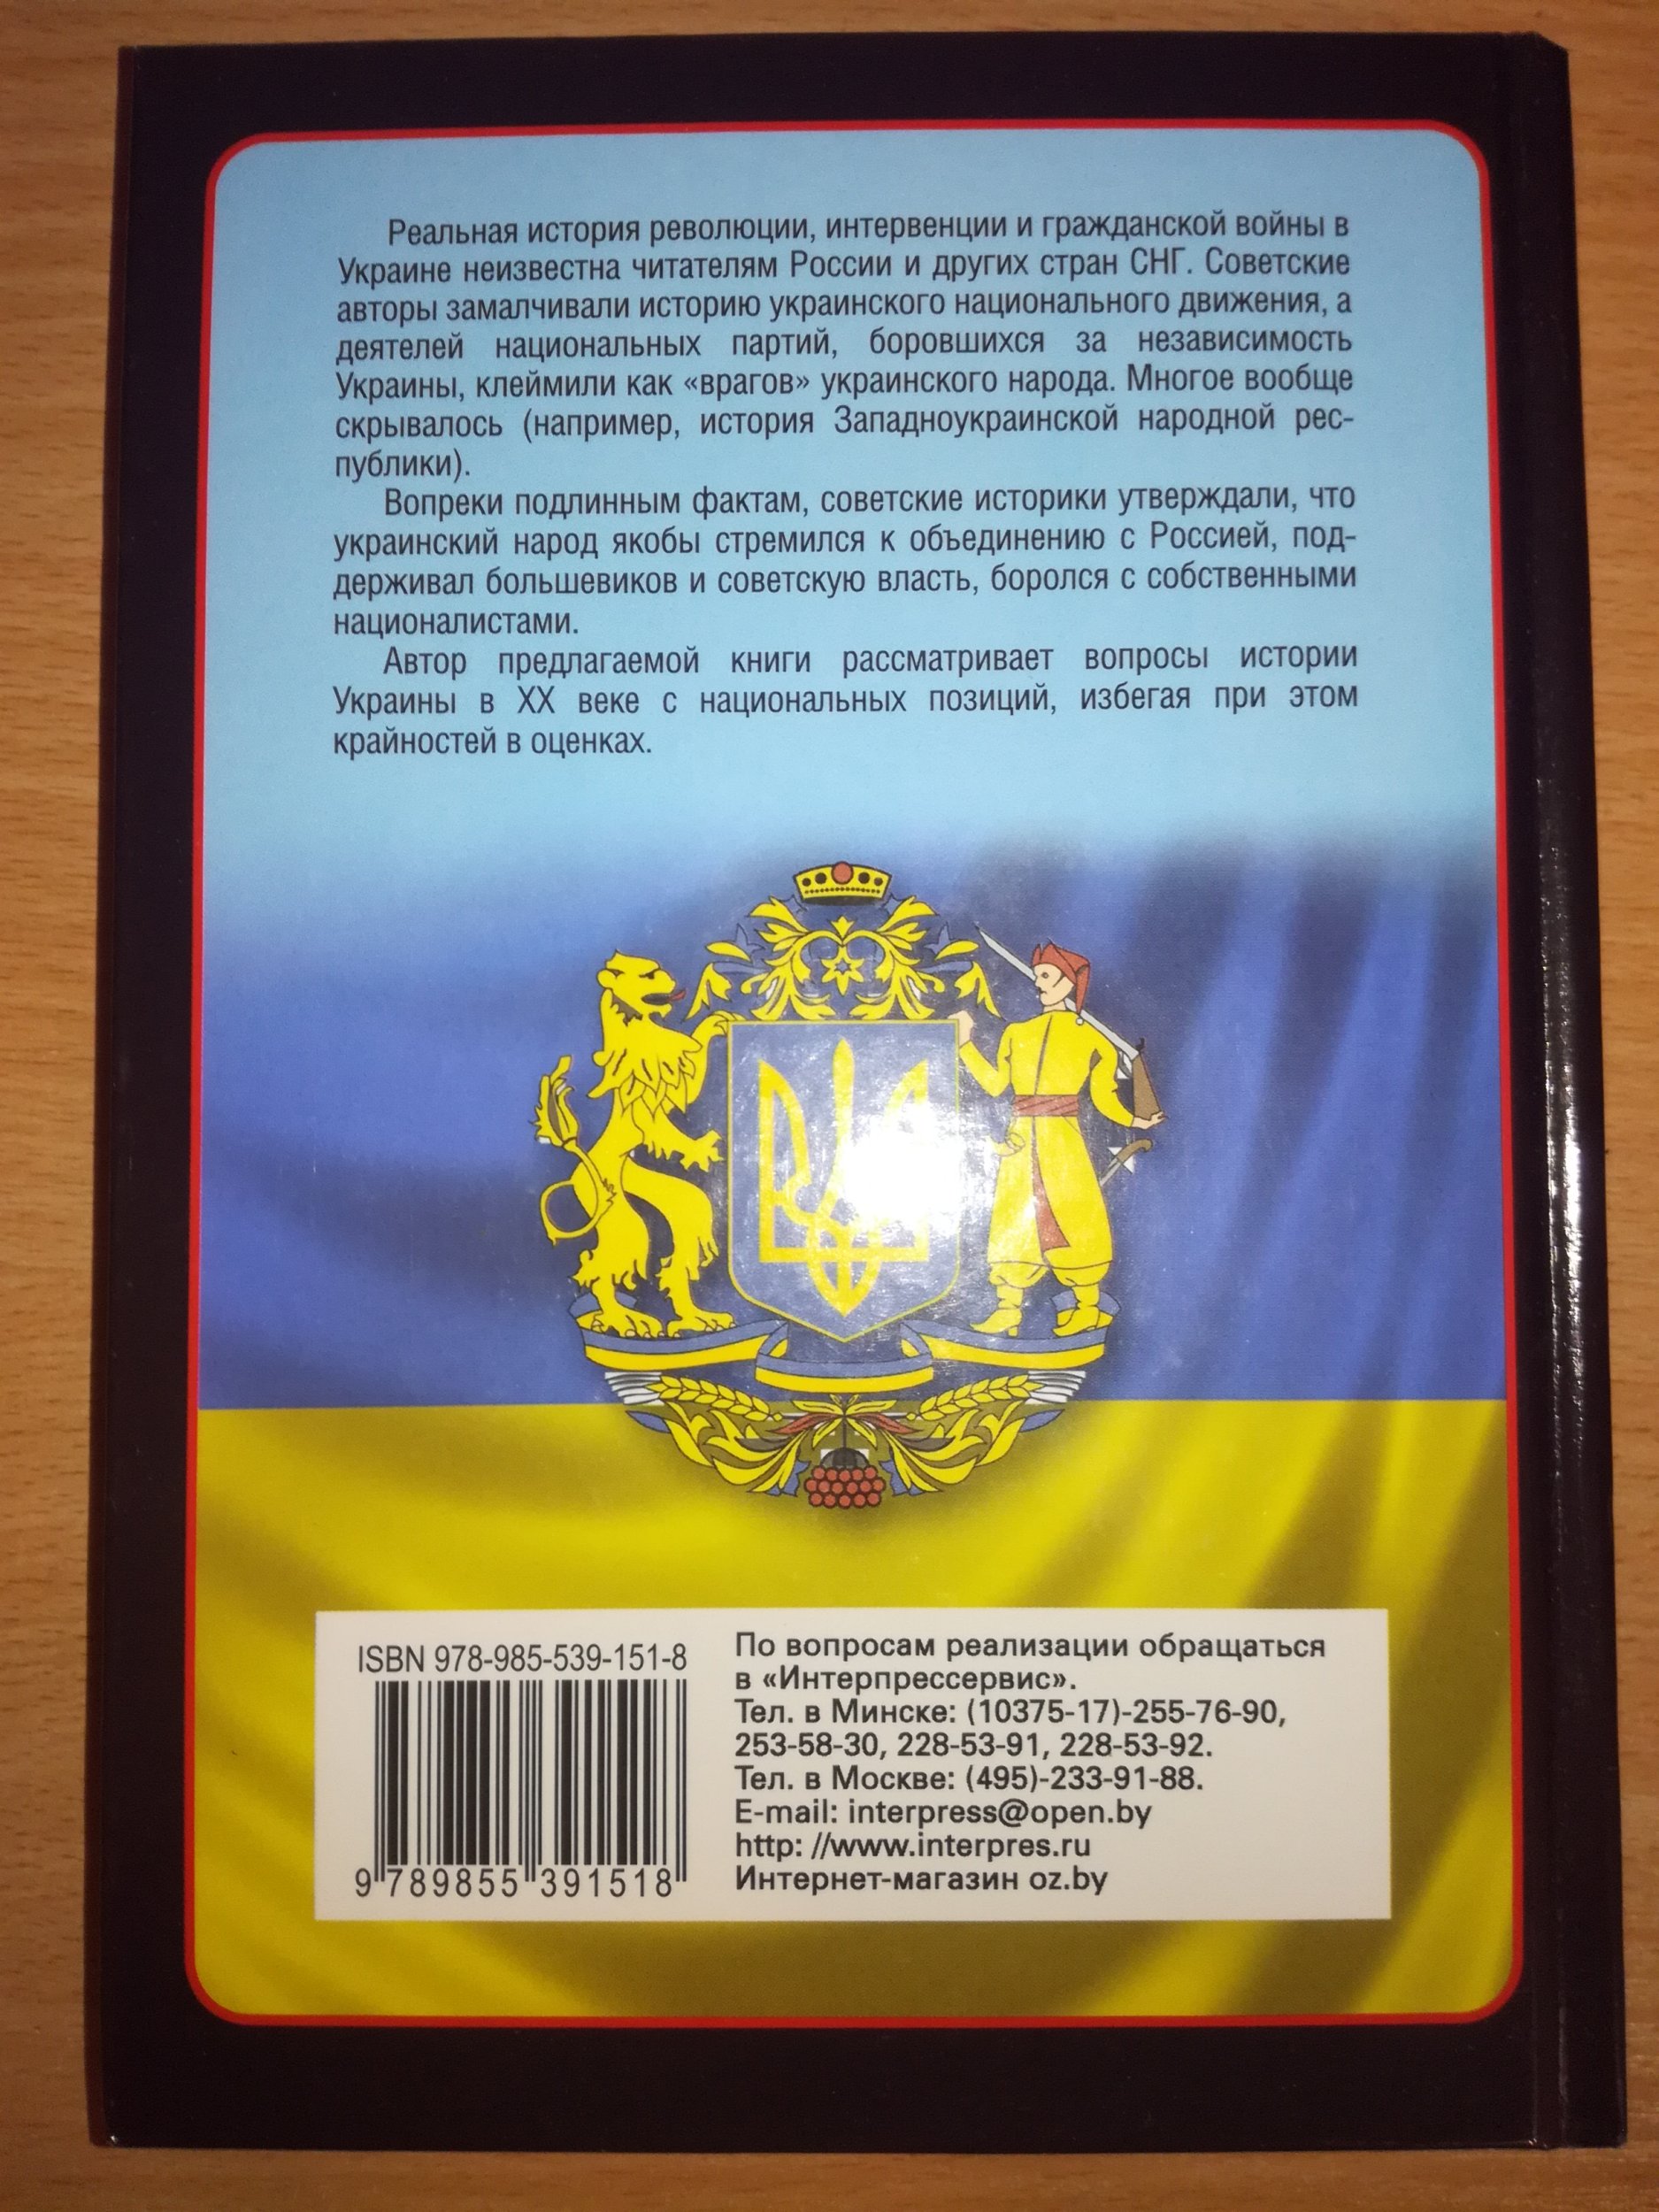 Реальная история революции, интервенции и гражданской войны в
Украине неизвестна читателям России и других стран СНГ. Советские
авторы замалчивали историю украинского национального движения, а
деятелей национальных партий, боровшихся за независимость
Украины, клеймили как «врагов» украинского народа. Многое вообще
скрывалось (например, история Западноукраинской народной рес-
публики).
Вопреки подлинным фактам, советские историки утверждали, что
украинский народ якобы стремился к объединению с Россией, под-
держивал большевиков и советскую власть, боролся с собственными
националистами.
Автор предлагаемой книги рассматривает вопросы истории
Украины в XX веке с национальных позиций, избегая при этом
крайностей в оценках.
ISBN 978-985-539-151-8
9 789855 391518
По вопросам реализации обращаться
в «Интерпрессервис».
Тел. в Минске: (10375-17)-255-76-90,
253-58-30, 228-53-91, 228-53-92.
Тел. в Москве: (495)-233-91-88.
E-mail: interpress@open.by
http: //www.interpres.ru
Интернет-магазин oz.by